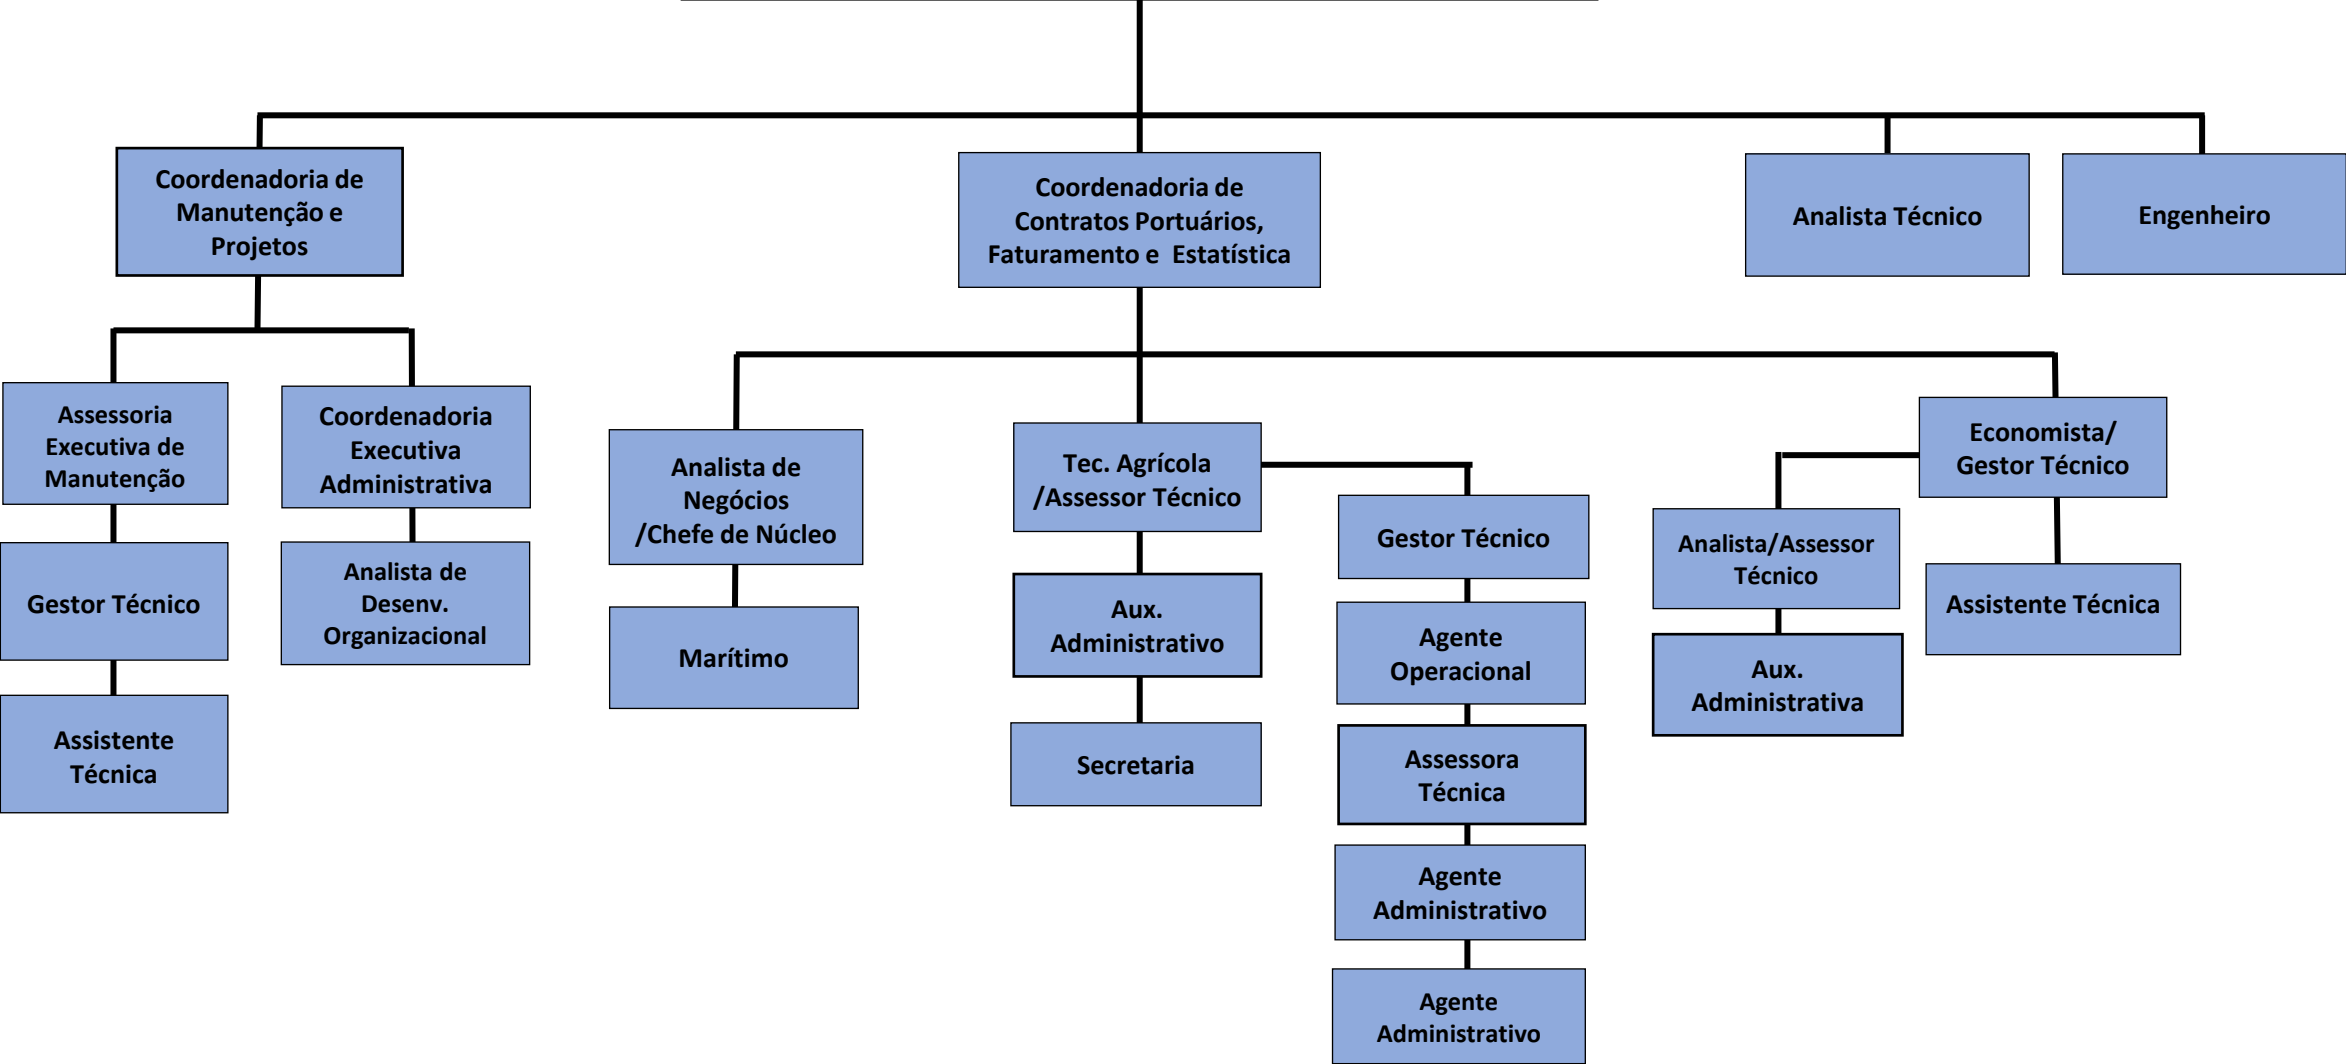 Coordenadoria de
Manutenção e
Projetos
Coordenadoria de
Contratos Portuários,
Faturamento e Estatística
Analista Técnico
Engenheiro
Assessoria
Executiva de
Manutenção
Coordenadoria
Executiva
Administrativa
Analista de
Negócios
/Chefe de Núcleo
Tec. Agrícola
/Assessor Técnico
Economista/
Gestor Técnico
Gestor Técnico
Analista/Assessor
Técnico
Gestor Técnico
Analista de
Desenv.
Organizacional
Marítimo
Aux.
Administrativo
Agente
Operacional
Assistente Técnica
Aux.
Administrativa
Assistente
Técnica
Secretaria
Assessora
Técnica
Agente
Administrativo
Agente
Administrativo